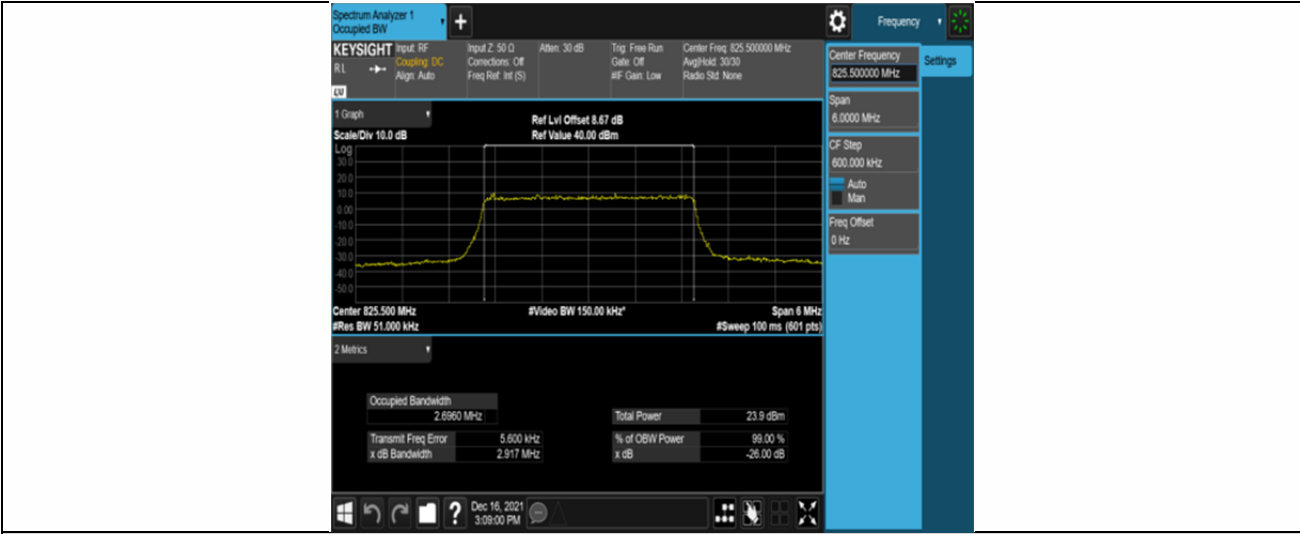 Spectrum Analyzer 1
Occupied BW
+
Frequency
KEYSIGHT
R L
LXI
Input: RF
Coupling: DC
Align: Auto
Input Z: 50 Ω
Corrections: Off
Freq Ref: Int (S)
Atten: 30 dB
Trig: Free Run
Gate: Off
#IF Gain: Low
Center Freq: 825.500000 MHz
Avg|Hold: 30/30
Radio Std: None
Center Frequency
825.500000 MHz
Settings
Span
6.0000 MHz
CF Step
600.000 kHz
Auto
Man
Freq Offset
0 Hz
1 Graph
Scale/Div 10.0 dB
Ref Lvl Offset 8.67 dB
Ref Value 40.00 dBm
Log
30.0
20.0
10.0
0.00
-10.0
-20.0
-30.0
-40.0
-50.0
Center 825.500 MHz
#Video BW 150.00 kHz*
Span 6 MHz
#Res BW 51.000 kHz
#Sweep 100 ms (601 pts)
2 Metrics
Occupied Bandwidth
2.6960 MHz
Total Power 23.9 dBm
Transmit Freq Error 5.600 kHz
% of OBW Power 99.00 %
x dB Bandwidth 2.917 MHz
x dB -26.00 dB
?
Dec 16, 2021
3:09:00 PM